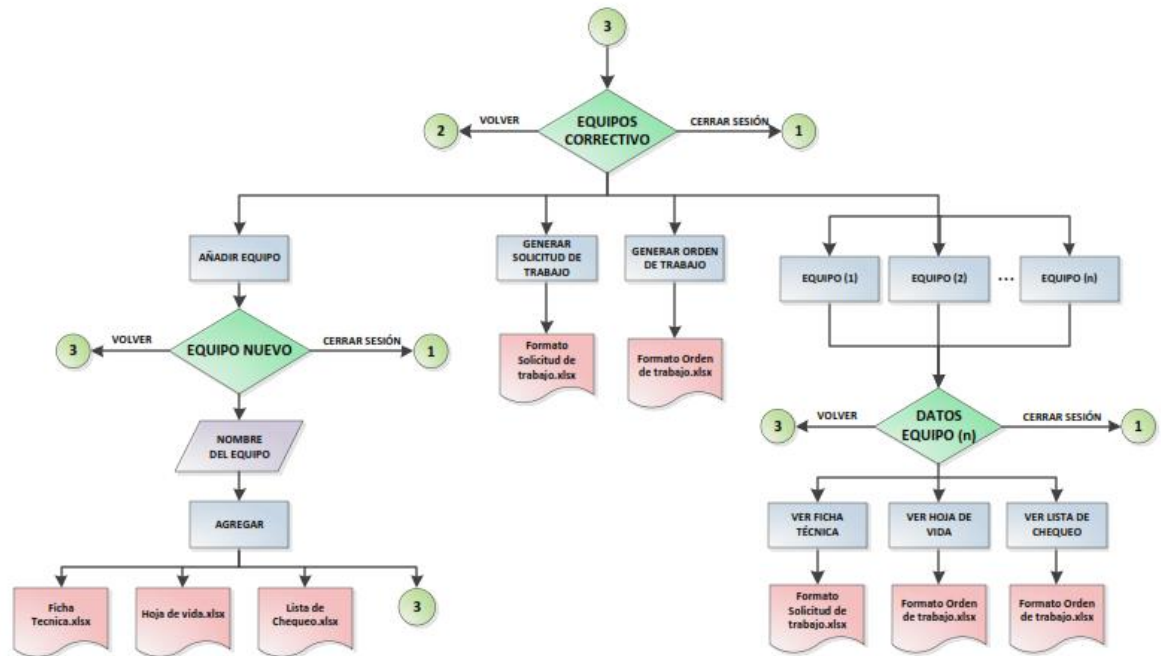 3
VOLVER
EQUIPOS
CORRECTIVO
CERRAR SESIÓN
2
1
AÑADIR EQUIPO
GENERAR
SOLICITUD DE
TRABAJO
GENERAR ORDEN
DE TRABAJO
EQUIPO (1)
EQUIPO (2)
...
EQUIPO (n)
3
VOLVER
EQUIPO NUEVO
CERRAR SESIÓN
1
Formato
Solicitud de
trabajo.xlsx
Formato Orden
de trabajo.xlsx
3
VOLVER
DATOS
EQUIPO (n)
CERRAR SESIÓN
1
NOMBRE
DEL EQUIPO
AGREGAR
VER FICHA
TÉCNICA
VER HOJA DE
VIDA
VER LISTA DE
CHEQUEO
Ficha
Tecnica.xlsx
Hoja de vida.xlsx
Lista de
Chequeo.xlsx
3
Formato
Solicitud de
trabajo.xlsx
Formato Orden
de trabajo.xlsx
Formato Orden
de trabajo.xlsx